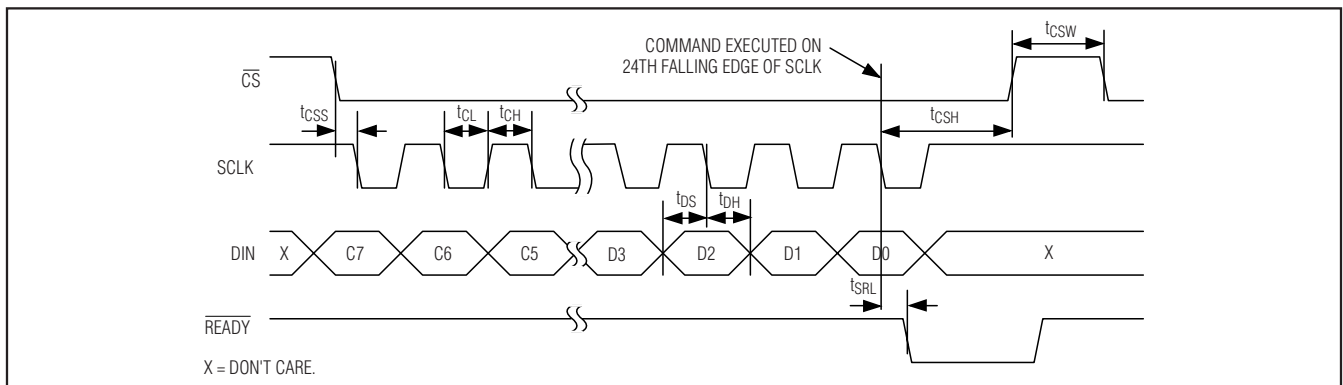 COMMAND EXECUTED ON
24TH FALLING EDGE OF SCLK
tCSW
CS
tCSS
tCL
tCH
tCSH
SCLK
tDS
tDH
DIN
X
C7
C6
C5
D3
D2
D1
D0
X
tSRL
READY
X = DON'T CARE.